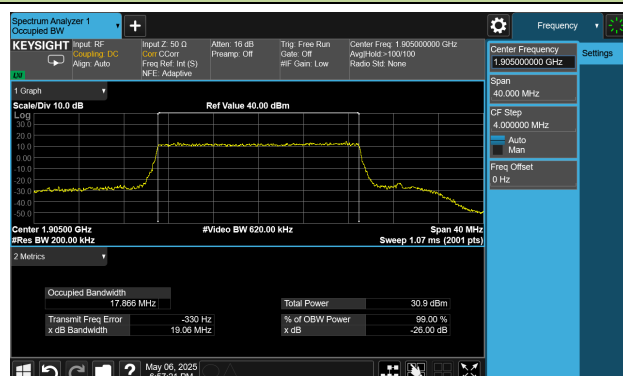 Spectrum Analyzer 1
Occupied BW
Frequency
KEYSIGHT
Input: RF
Coupling: DC
Align: Auto
Input Z: 50 Ω
Corr CCorr
Freq Ref: Int (S)
NFE: Adaptive
Atten: 16 dB
Preamp: Off
Trig: Free Run
Gate: Off
#IF Gain: Low
Center Freq: 1.905000000 GHz
Avg|Hold:>100/100
Radio Std: None
LXI
Center Frequency
1.905000000 GHz
Settings
Span
40.000 MHz
CF Step
4.000000 MHz
Auto
Man
Freq Offset
0 Hz
1 Graph
Scale/Div 10.0 dB
Ref Value 40.00 dBm
Log
30.0
20.0
10.0
0.00
-10.0
-20.0
-30.0
-40.0
-50.0
Center 1.90500 GHz
#Video BW 620.00 kHz
Span 40 MHz
#Res BW 200.00 kHz
Sweep 1.07 ms (2001 pts)
2 Metrics
Occupied Bandwidth
17.866 MHz
Total Power 30.9 dBm
Transmit Freq Error -330 Hz
% of OBW Power 99.00 %
x dB Bandwidth 19.06 MHz
x dB -26.00 dB
?
May 06, 2025